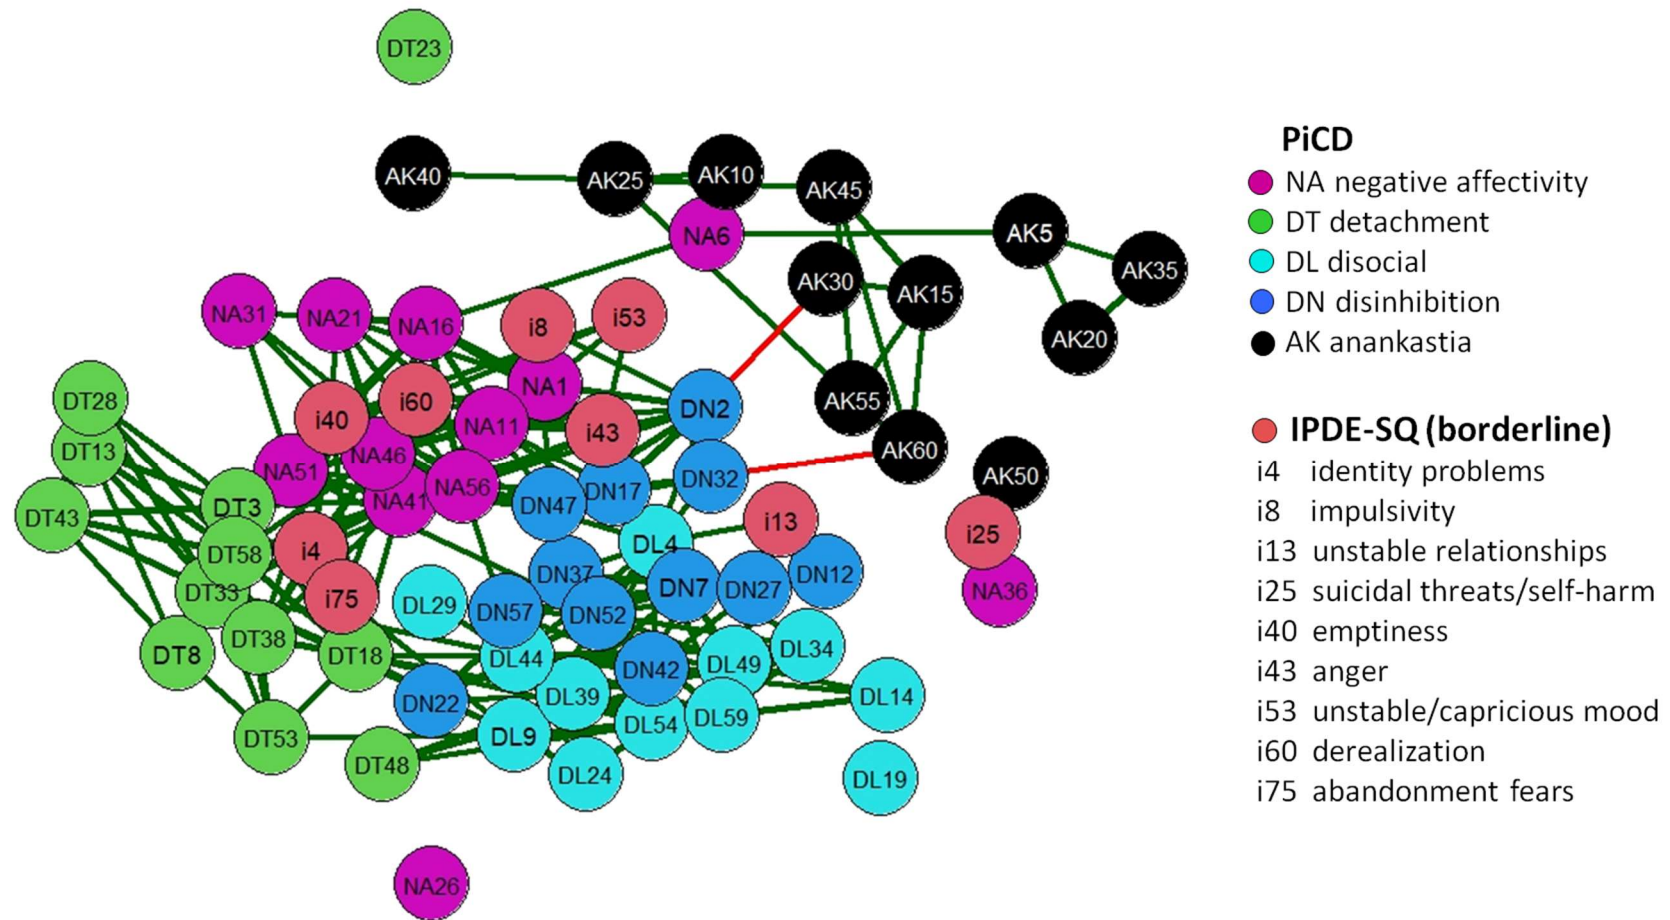 DT23
AK40
AK25
AK10
AK45
NA6
AK5
AK35
AK30
AK15
AK20
NA31
NA21
NA16
i8
i53
NA1
DT28
i40
i60
NA11
i43
DN2
AK55
DT13
NA51
NA46
AK60
DT43
DT3
NA41
NA56
DN47
DN17
DN32
AK50
DT58
i4
DL4
i13
i25
DT33
i75
DL29
DN37
DN57
DN52
DN7
DN27
DN12
NA36
DT8
DT38
DT18
DL44
DN42
DL49
DL34
DN22
DL39
DL14
DT53
DL9
DL54
DL59
DT48
DL24
DL19
NA26
PiCD
NA negative affectivity
DT detachment
DL disocial
DN disinhibition
AK anankastia
IPDE-SQ (borderline)
i4 identity problems
i8 impulsivity
i13 unstable relationships
i25 suicidal threats/self-harm
i40 emptiness
i43 anger
i53 unstable/capricious mood
i60 derealization
i75 abandonment fears